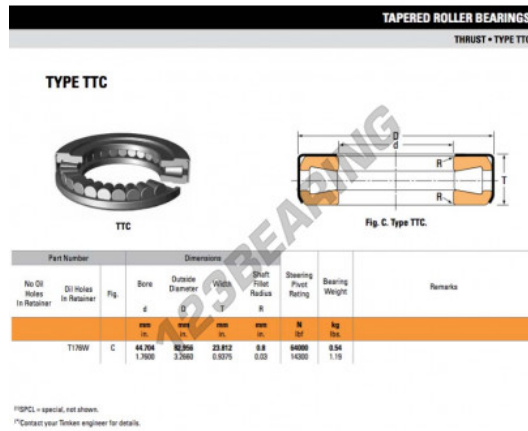 TAPERED ROLLER BEARINGS
THRUST • TYPE TTC
TYPE TTC
TTC
D
d
R
T
R
Fig. C. Type TTC.
123BEARING
Part Number Dimensions
No Oil Holes In Retainer Oil Holes In Retainer Fig. Bore Outside Diameter Width Shaft Fillet Radius Steering Pivot Rating Bearing Weight Remarks
d D T R
mm mm mm mm N kg
in. in. in. in. lbf lbs.
T176W C 44.704 82.956 23.812 0.8 64000 0.54
1.7600 3.2660 0.9375 0.03 14300 1.19
(1)SPCL = special, not shown.
(*)Contact your Timken engineer for details.